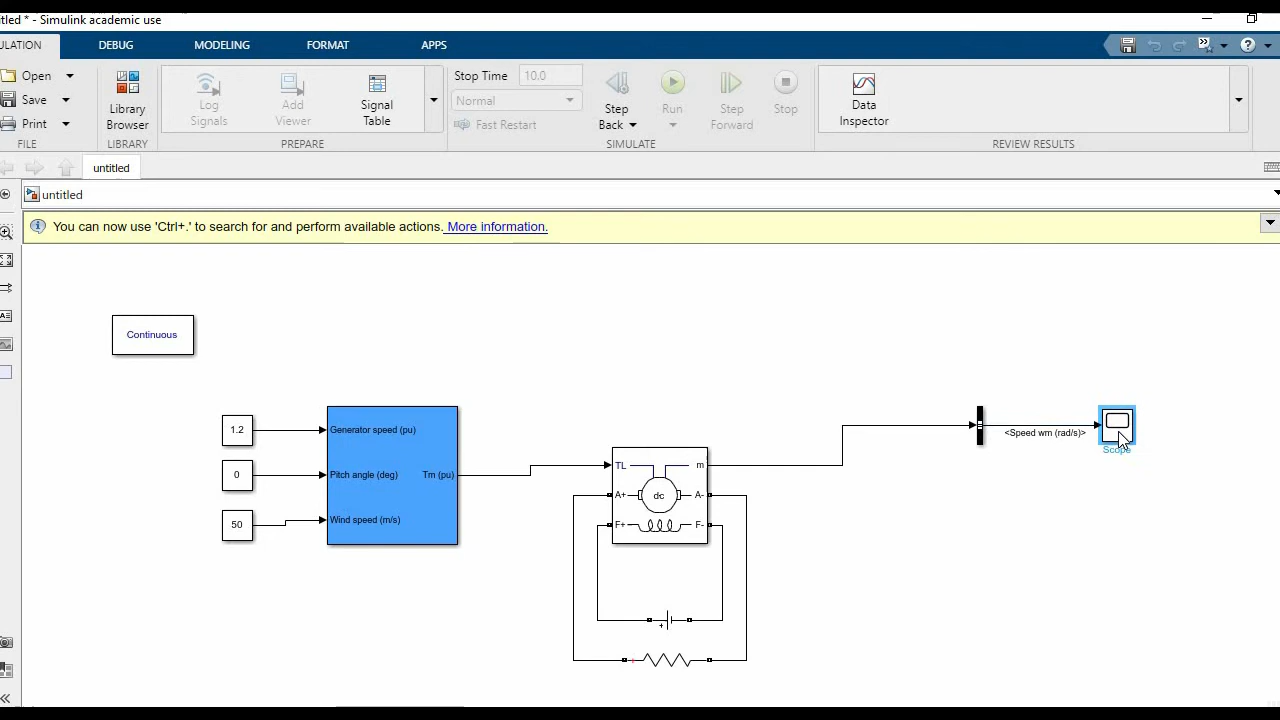 itled * - Simulink academic use
ULATION DEBUG MODELING FORMAT APPS
Open
Save
Print
FILE
Library
Browser
LIBRARY
Log
Signals
Add
Viewer
Signal
Table
PREPARE
Stop Time 10.0
Normal
Fast Restart
Step
Back
Run
Step
Forward
Stop
SIMULATE
Data
Inspector
REVIEW RESULTS
untitled
untitled
You can now use 'Ctrl+.' to search for and perform available actions. More information.
Continuous
1.2
0
50
Generator speed (pu)
Pitch angle (deg)
Wind speed (m/s)
Tm (pu)
TL
m
A+
dc
A-
F+
F-
+
+
<Speed wm (rad/s)>
Scope